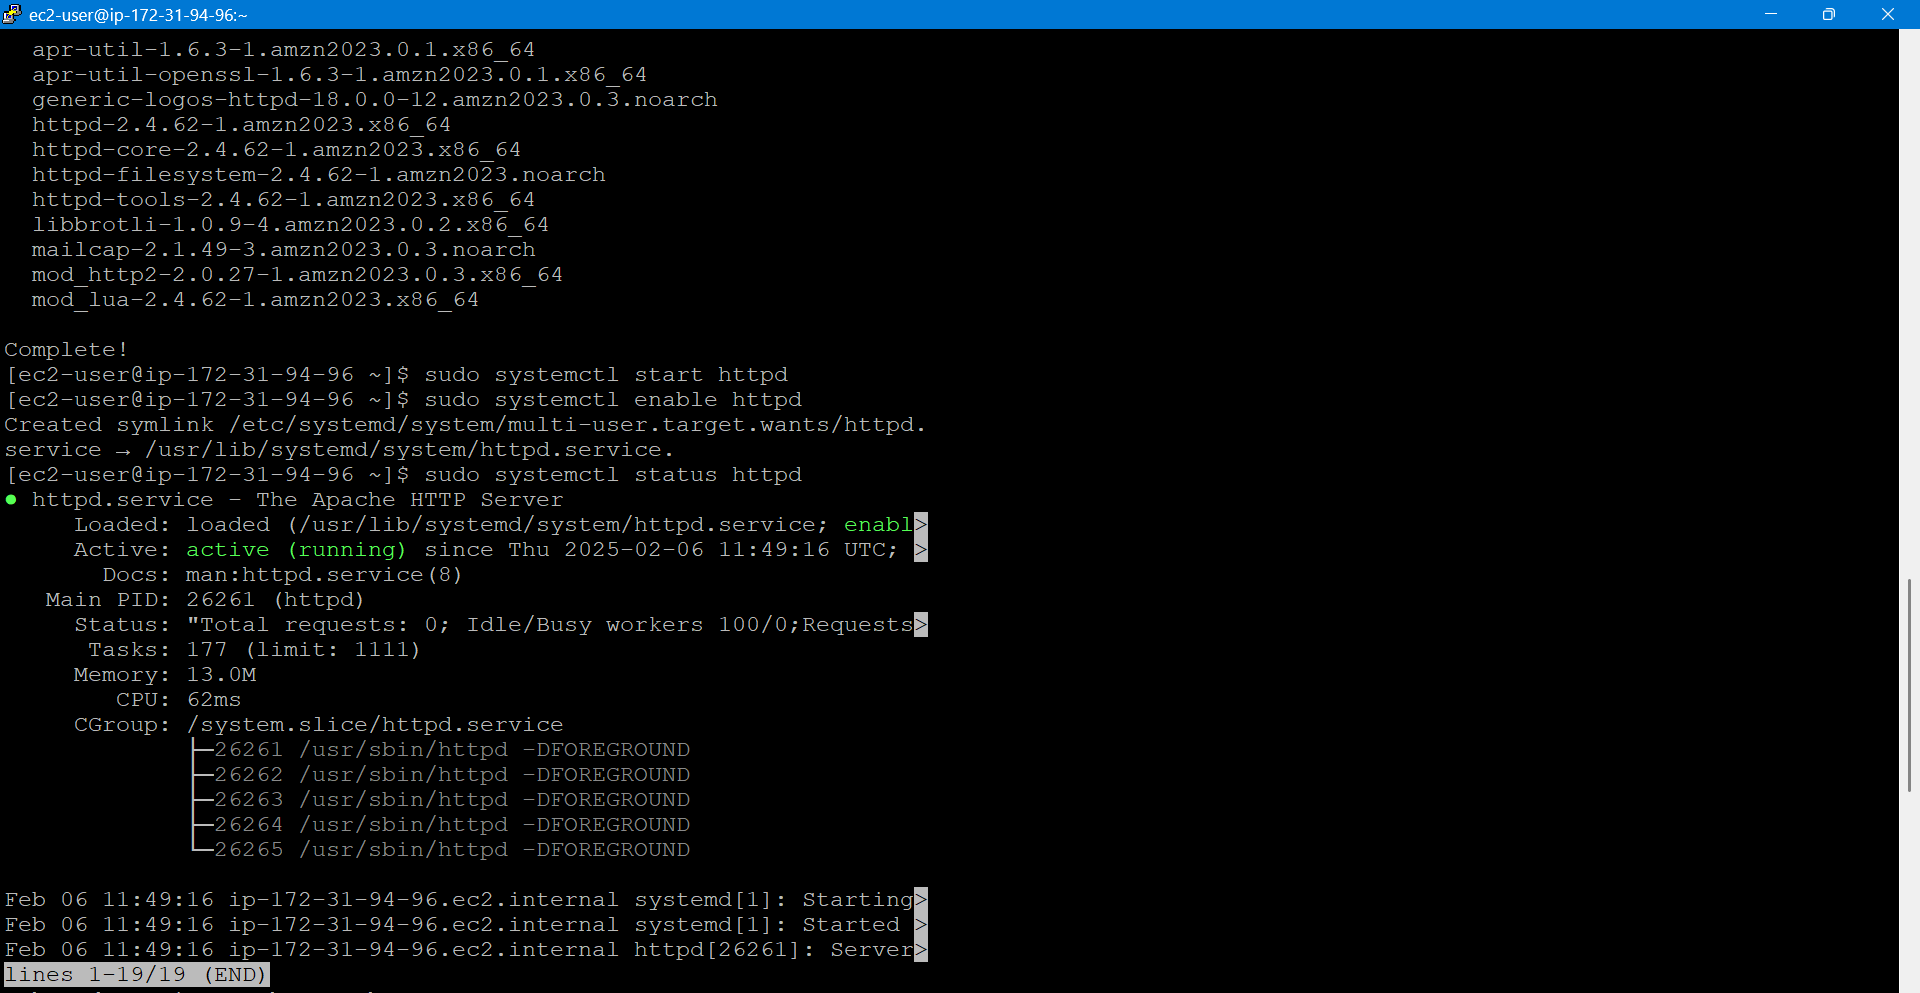 ec2-user@ip-172-31-94-96:~
apr-util-1.6.3-1.amzn2023.0.1.x86_64
apr-util-openssl-1.6.3-1.amzn2023.0.1.x86_64
generic-logos-httpd-18.0.0-12.amzn2023.0.3.noarch
httpd-2.4.62-1.amzn2023.x86_64
httpd-core-2.4.62-1.amzn2023.x86_64
httpd-filesystem-2.4.62-1.amzn2023.noarch
httpd-tools-2.4.62-1.amzn2023.x86_64
libbrotli-1.0.9-4.amzn2023.0.2.x86_64
mailcap-2.1.49-3.amzn2023.0.3.noarch
mod_http2-2.0.27-1.amzn2023.0.3.x86_64
mod_lua-2.4.62-1.amzn2023.x86_64
Complete!
[ec2-user@ip-172-31-94-96 ~]$ sudo systemctl start httpd
[ec2-user@ip-172-31-94-96 ~]$ sudo systemctl enable httpd
Created symlink /etc/systemd/system/multi-user.target.wants/httpd.
service → /usr/lib/systemd/system/httpd.service.
[ec2-user@ip-172-31-94-96 ~]$ sudo systemctl status httpd
● httpd.service - The Apache HTTP Server
Loaded: loaded (/usr/lib/systemd/system/httpd.service; enabl>
Active: active (running) since Thu 2025-02-06 11:49:16 UTC; >
Docs: man:httpd.service(8)
Main PID: 26261 (httpd)
Status: "Total requests: 0; Idle/Busy workers 100/0;Requests>
Tasks: 177 (limit: 1111)
Memory: 13.0M
CPU: 62ms
CGroup: /system.slice/httpd.service
├─26261 /usr/sbin/httpd -DFOREGROUND
├─26262 /usr/sbin/httpd -DFOREGROUND
├─26263 /usr/sbin/httpd -DFOREGROUND
├─26264 /usr/sbin/httpd -DFOREGROUND
└─26265 /usr/sbin/httpd -DFOREGROUND
Feb 06 11:49:16 ip-172-31-94-96.ec2.internal systemd[1]: Starting>
Feb 06 11:49:16 ip-172-31-94-96.ec2.internal systemd[1]: Started >
Feb 06 11:49:16 ip-172-31-94-96.ec2.internal httpd[26261]: Server>
lines 1-19/19 (END)